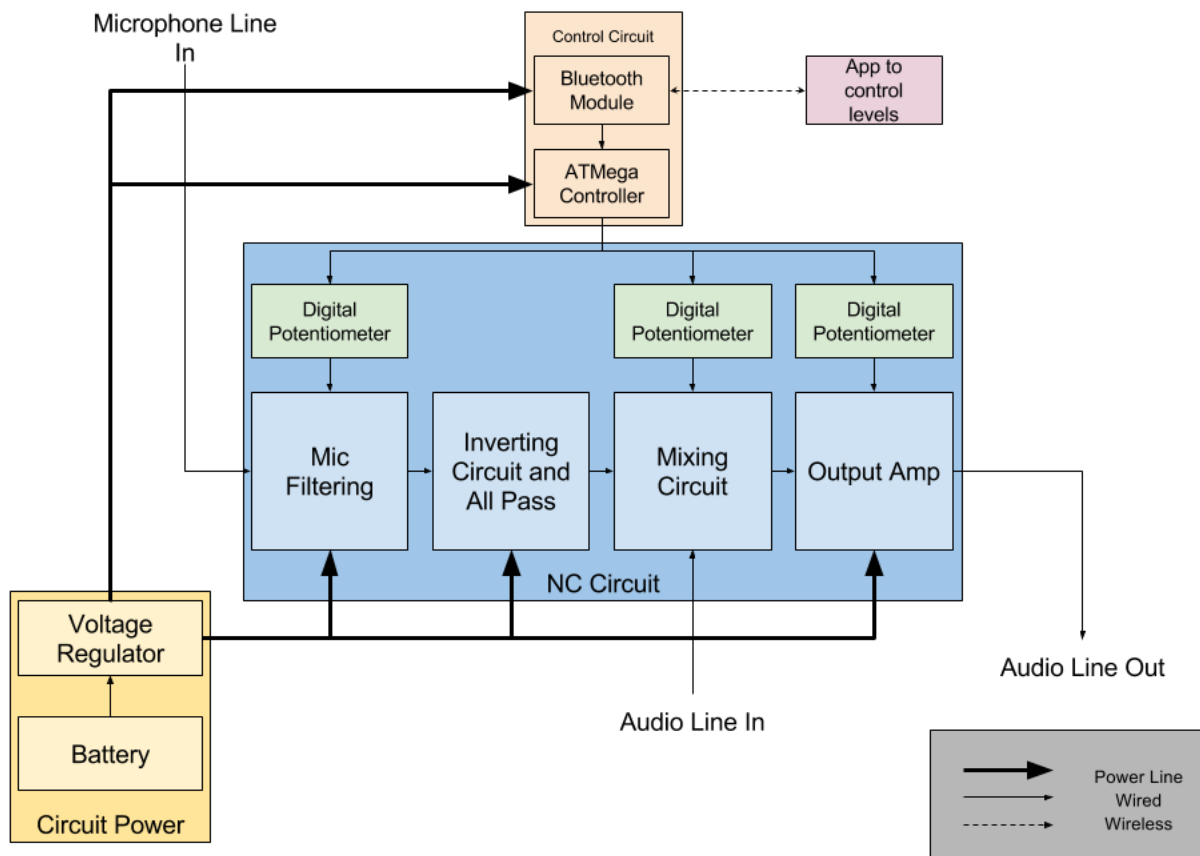 Microphone Line
In
Control Circuit
Bluetooth
Module
App to
control
levels
ATMega
Controller
Digital
Potentiometer
Digital
Potentiometer
Digital
Potentiometer
Mic
Filtering
Inverting
Circuit and
All Pass
Mixing
Circuit
Output Amp
NC Circuit
Voltage
Regulator
Battery
Circuit Power
Audio Line In
Audio Line Out
Power Line
Wired
Wireless